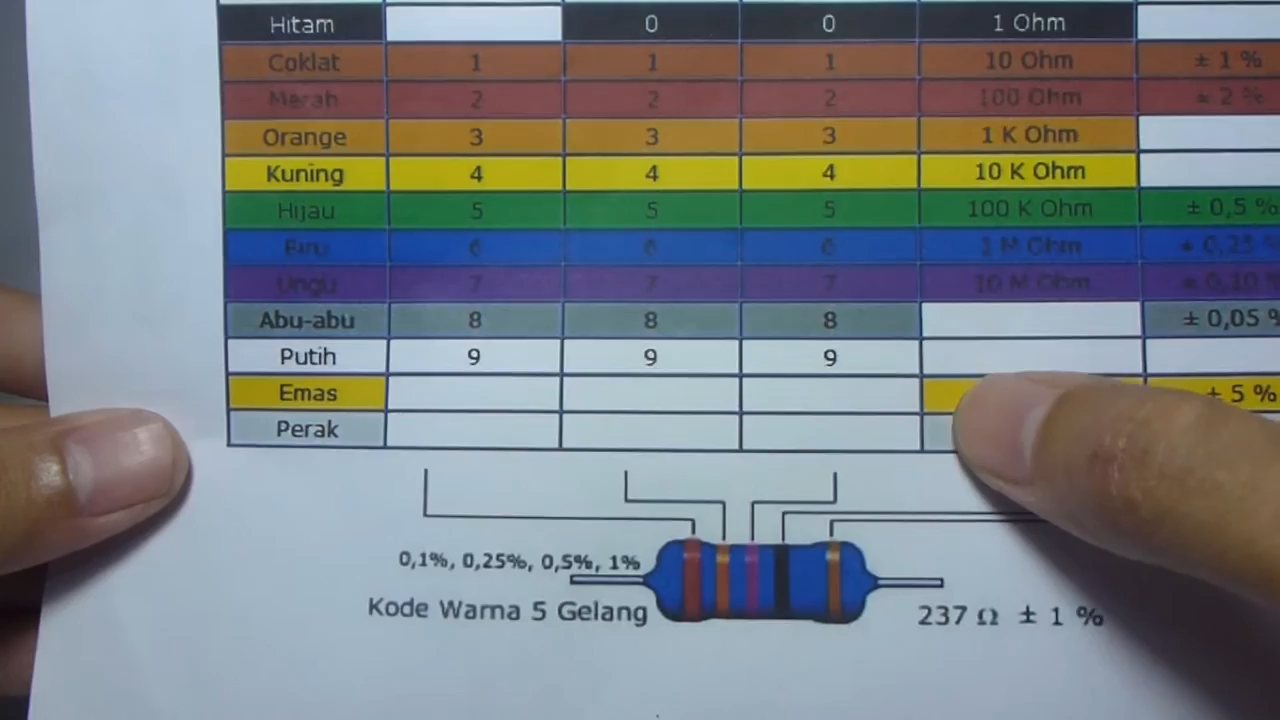 Hitam 0 0 1 Ohm
Coklat 1 1 1 10 Ohm ± 1 %
Merah 2 2 2 100 Ohm ± 2 %
Orange 3 3 3 1 K Ohm
Kuning 4 4 4 10 K Ohm
Hijau 5 5 5 100 K Ohm ± 0,5 %
Biru 6 6 6 1 M Ohm ± 0,25 %
Ungu 7 7 7 10 M Ohm ± 0,10 %
Abu-abu 8 8 8 ± 0,05 %
Putih 9 9 9
Emas ± 5 %
Perak
0,1%, 0,25%, 0,5%, 1%
Kode Warna 5 Gelang 237 Ω ± 1 %